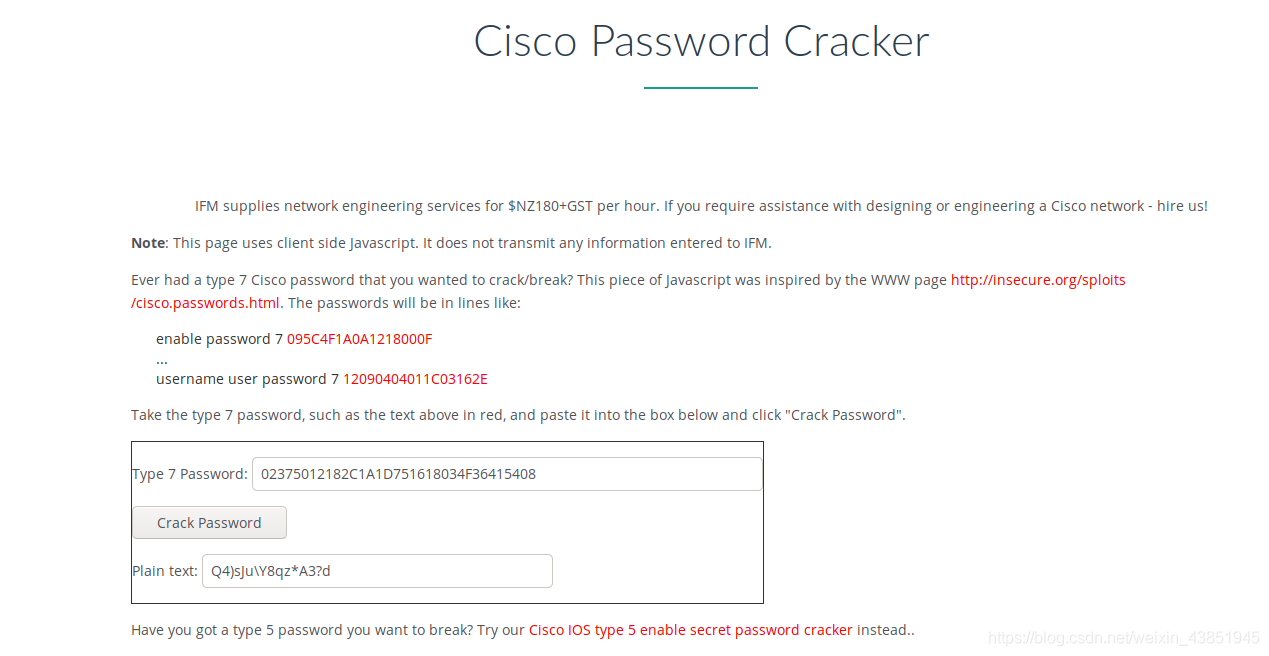 Cisco Password Cracker
IFM supplies network engineering services for $NZ180+GST per hour. If you require assistance with designing or engineering a Cisco network - hire us!
Note: This page uses client side Javascript. It does not transmit any information entered to IFM.
Ever had a type 7 Cisco password that you wanted to crack/break? This piece of Javascript was inspired by the WWW page http://insecure.org/sploits
/cisco.passwords.html. The passwords will be in lines like:
enable password 7 095C4F1A0A1218000F
...
username user password 7 12090404011C03162E
Take the type 7 password, such as the text above in red, and paste it into the box below and click "Crack Password".
Type 7 Password: 02375012182C1A1D751618034F36415408
Crack Password
Plain text: Q4)sJu\Y8qz*A3?d
Have you got a type 5 password you want to break? Try our Cisco IOS type 5 enable secret password cracker instead..
https://blog.csdn.net/weixin_43851945